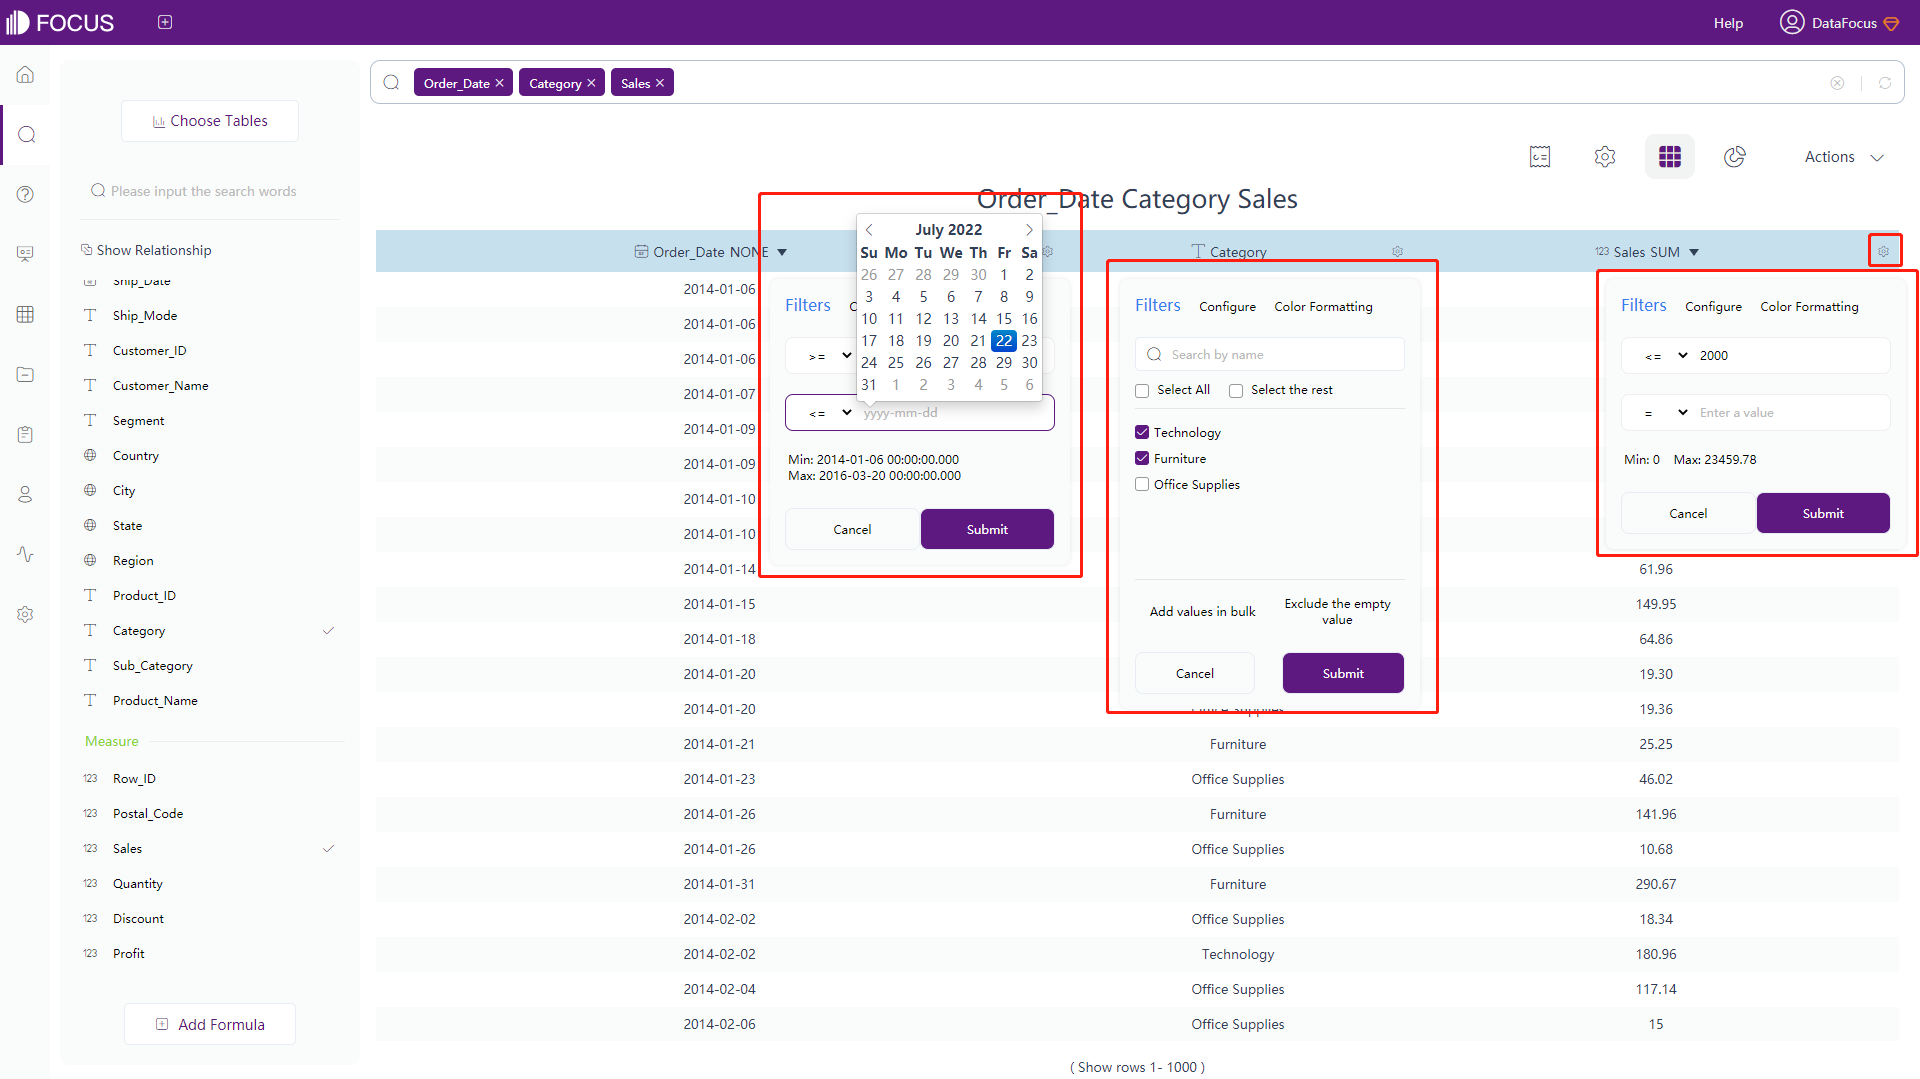 FOCUS
Help
DataFocus
Order_Date ×
Category ×
Sales ×
Choose Tables
Please input the search words
Show Relationship
Ship_Date
Ship_Mode
Customer_ID
Customer_Name
Segment
Country
City
State
Region
Product_ID
Category
Sub_Category
Product_Name
Measure
123 Row_ID
123 Postal_Code
123 Sales
123 Quantity
123 Discount
123 Profit
Add Formula
Actions
Order_Date Category Sales
Order_Date NONE
Category
123 Sales SUM
2014-01-06
2014-01-06
2014-01-06
2014-01-07
2014-01-09
2014-01-09
2014-01-10
2014-01-10
2014-01-14 61.96
2014-01-15 149.95
2014-01-18 64.86
2014-01-20 19.30
2014-01-20 Office Supplies 19.36
2014-01-21 Furniture 25.25
2014-01-23 Office Supplies 46.02
2014-01-26 Furniture 141.96
2014-01-26 Office Supplies 10.68
2014-01-31 Furniture 290.67
2014-02-02 Office Supplies 18.34
2014-02-02 Technology 180.96
2014-02-04 Office Supplies 117.14
2014-02-06 Office Supplies 15
( Show rows 1- 1000 )
July 2022
Su Mo Tu We Th Fr Sa
26 27 28 29 30 1 2
3 4 5 6 7 8 9
10 11 12 13 14 15 16
17 18 19 20 21 22 23
24 25 26 27 28 29 30
31 1 2 3 4 5 6
Filters
>=
<= yyyy-mm-dd
Min: 2014-01-06 00:00:00.000
Max: 2016-03-20 00:00:00.000
Cancel
Submit
Filters Configure Color Formatting
Search by name
Select All Select the rest
Technology
Furniture
Office Supplies
Add values in bulk
Exclude the empty
value
Cancel
Submit
Filters Configure Color Formatting
<= 2000
= Enter a value
Min: 0 Max: 23459.78
Cancel
Submit